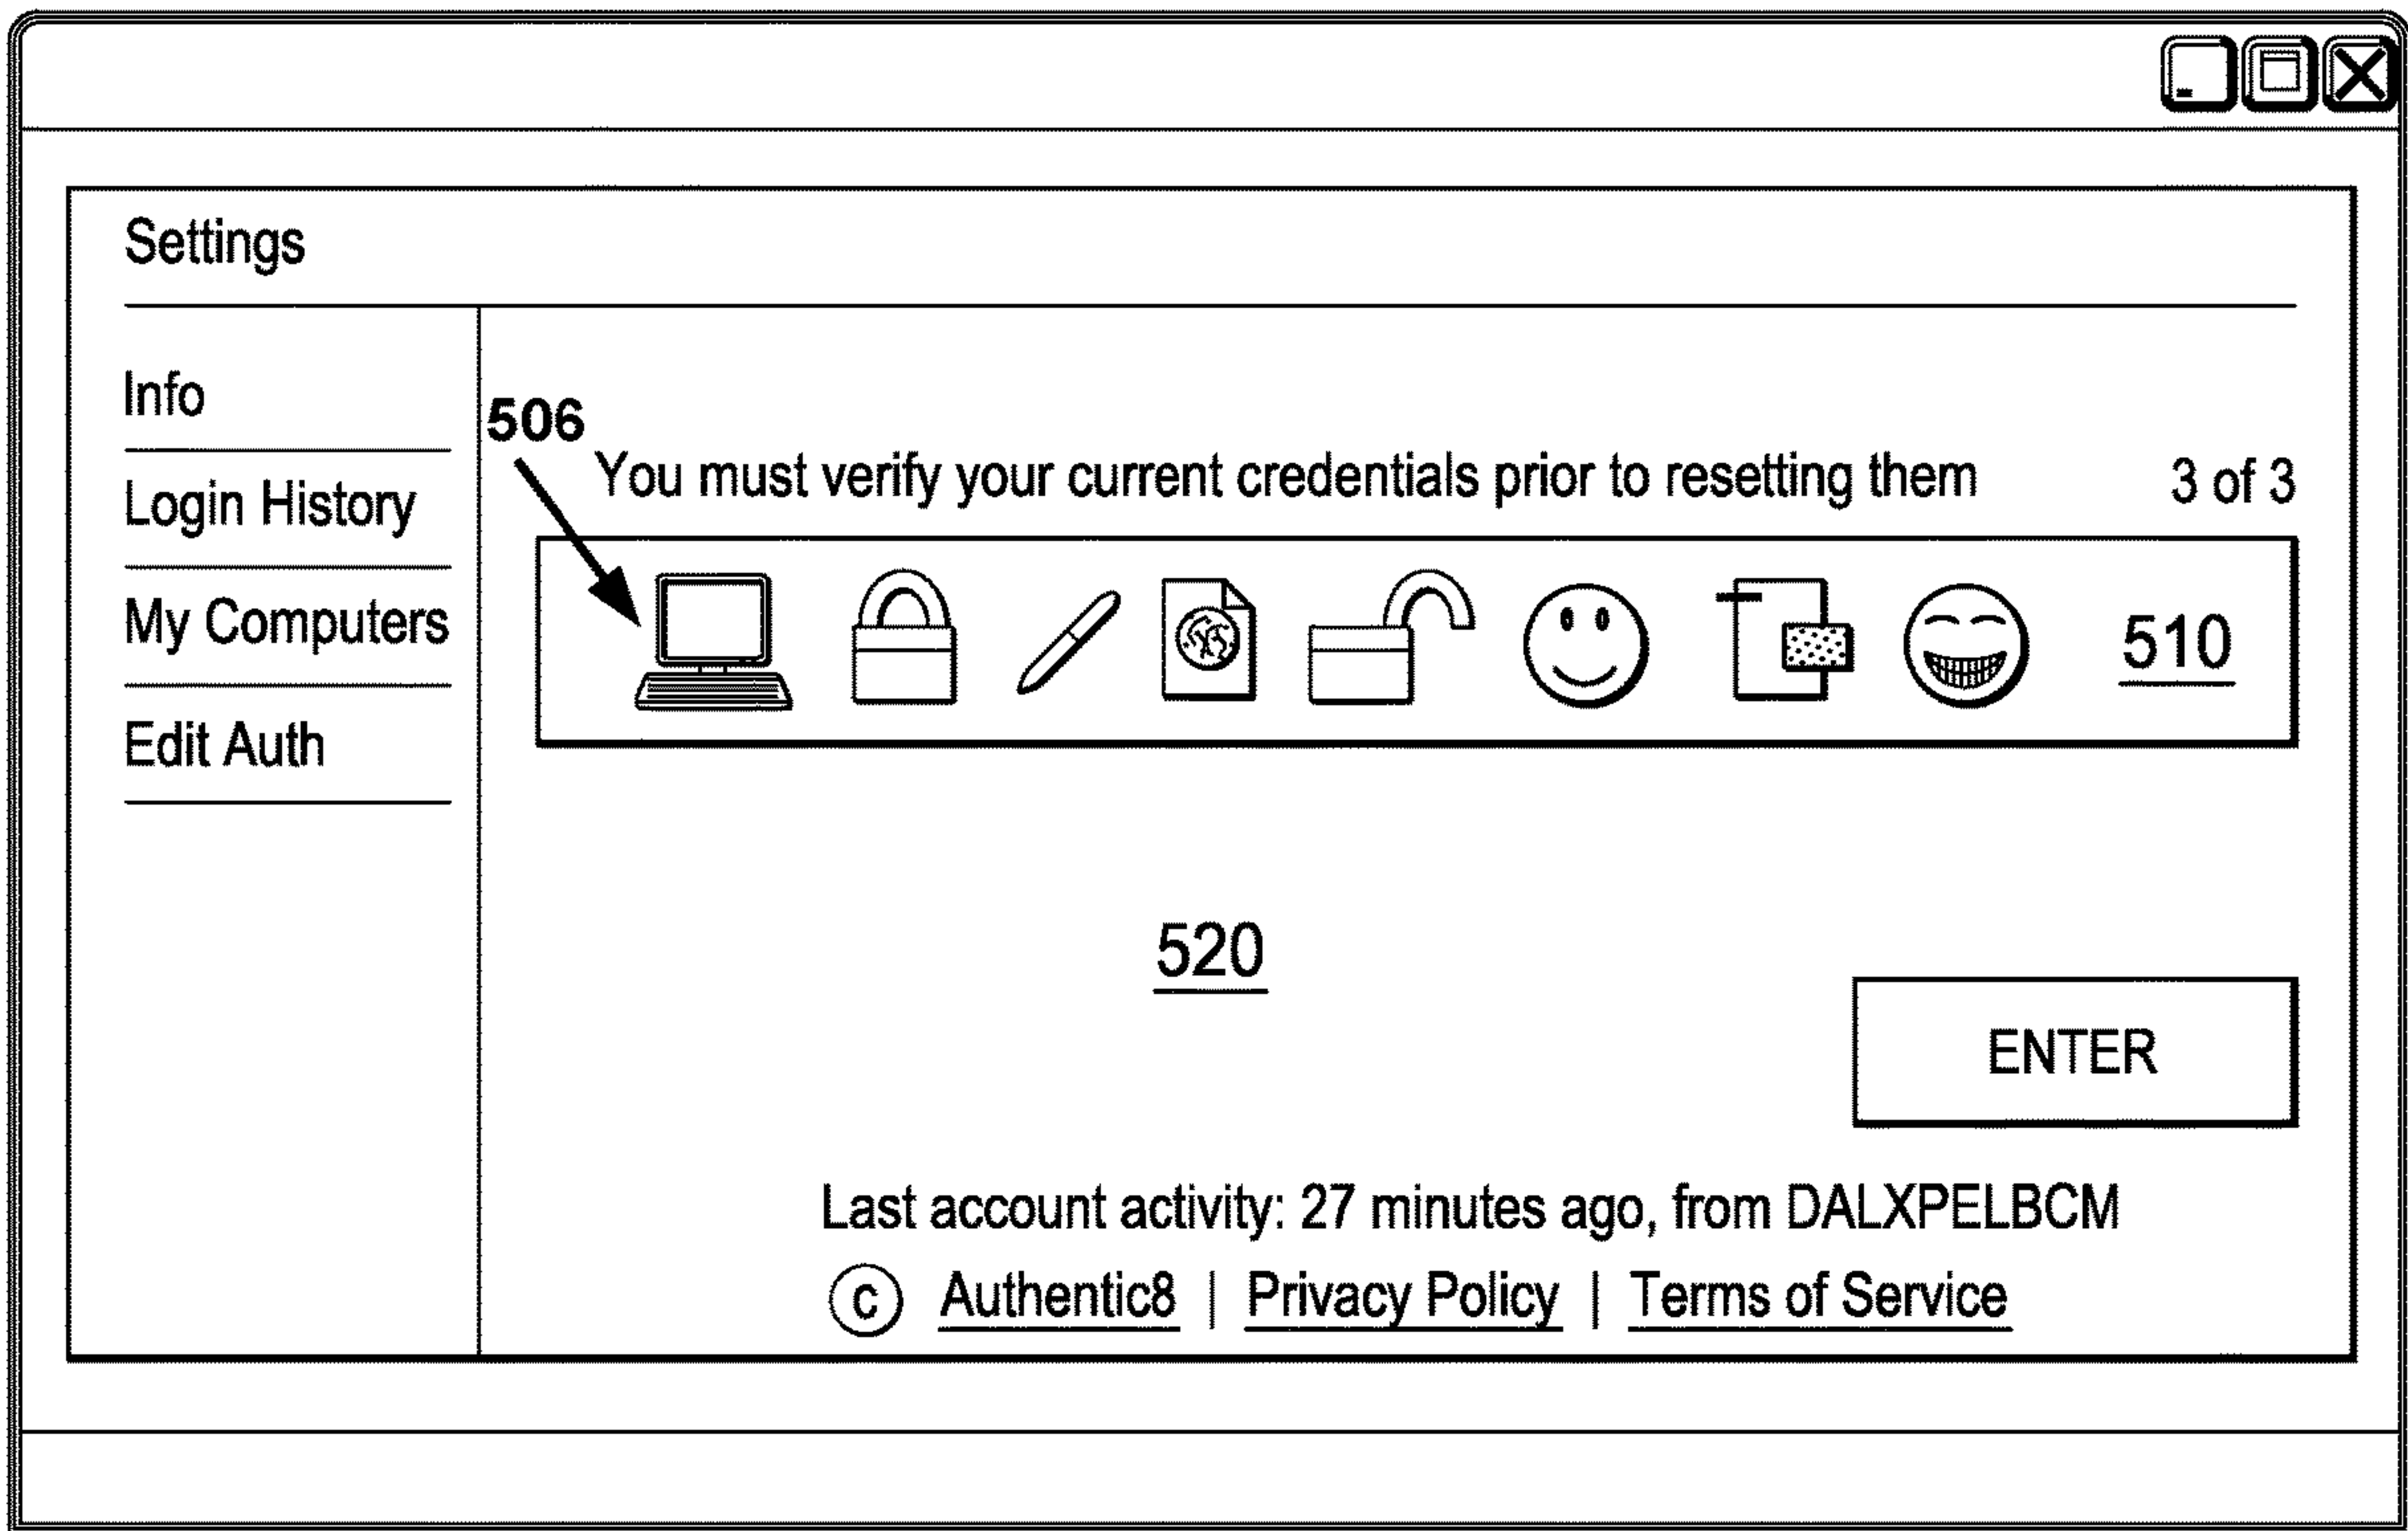 Settings
Info
Login History
My Computers
Edit Auth
506
You must verify your current credentials prior to resetting them 3 of 3
510
520
ENTER
Last account activity: 27 minutes ago, from DALXPELBCM
© Authentic8 | Privacy Policy | Terms of Service